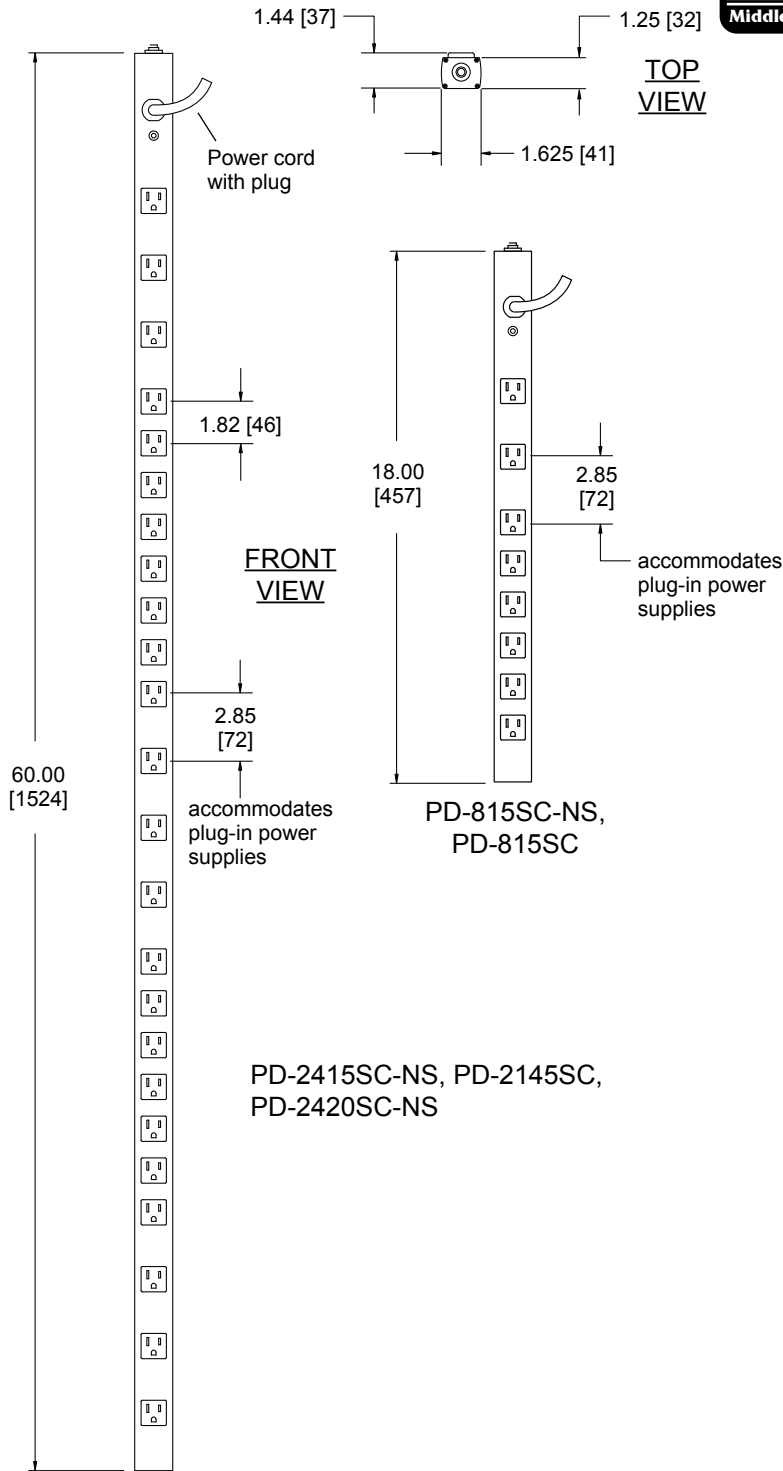 1.44 [37]
1.25 [32]
TOP
VIEW
1.625 [41]
Power cord
with plug
1.82 [46]
18.00
[457]
2.85
[72]
FRONT
VIEW
accommodates
plug-in power
supplies
2.85
[72]
60.00
[1524]
accommodates
plug-in power
supplies
PD-815SC-NS,
PD-815SC
PD-2415SC-NS, PD-2145SC,
PD-2420SC-NS